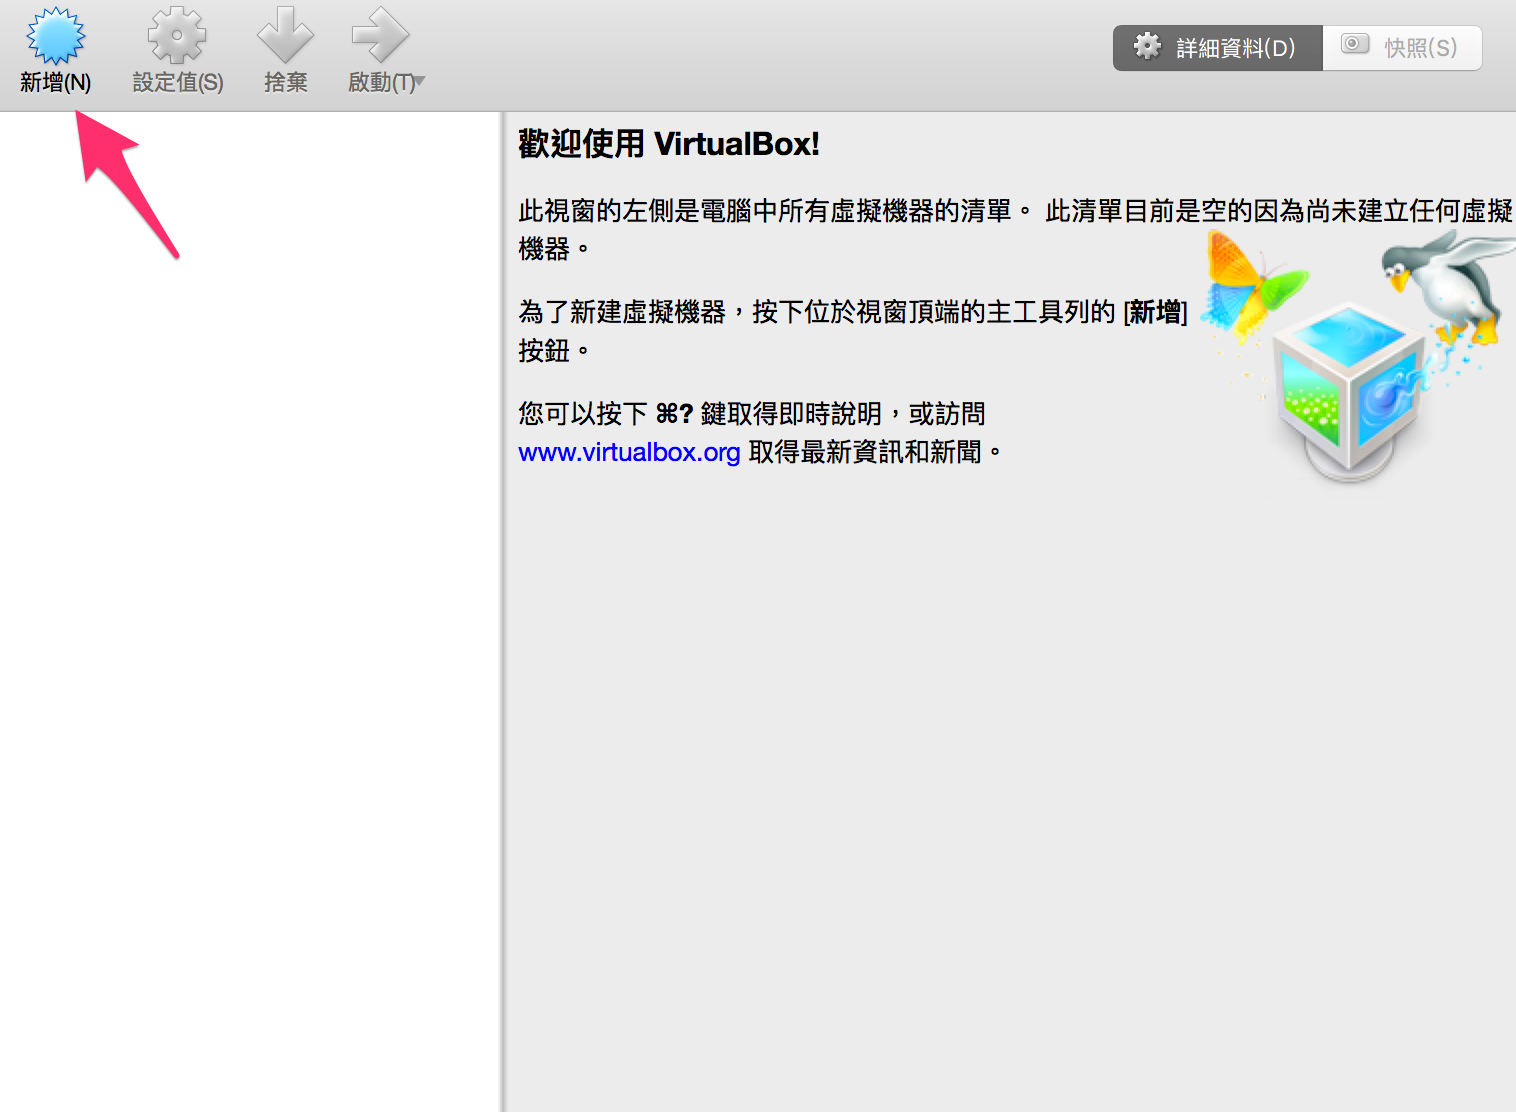 新增(N) 設定值(S) 捨棄 啟動(T) 詳細資料(D) 快照(S)
歡迎使用 VirtualBox!
此視窗的左側是電腦中所有虛擬機器的清單。 此清單目前是空的因為尚未建立任何虛擬
機器。
為了新建虛擬機器，按下位於視窗頂端的主工具列的 [新增]
按鈕。
您可以按下 ⌘? 鍵取得即時說明，或訪問
www.virtualbox.org 取得最新資訊和新聞。